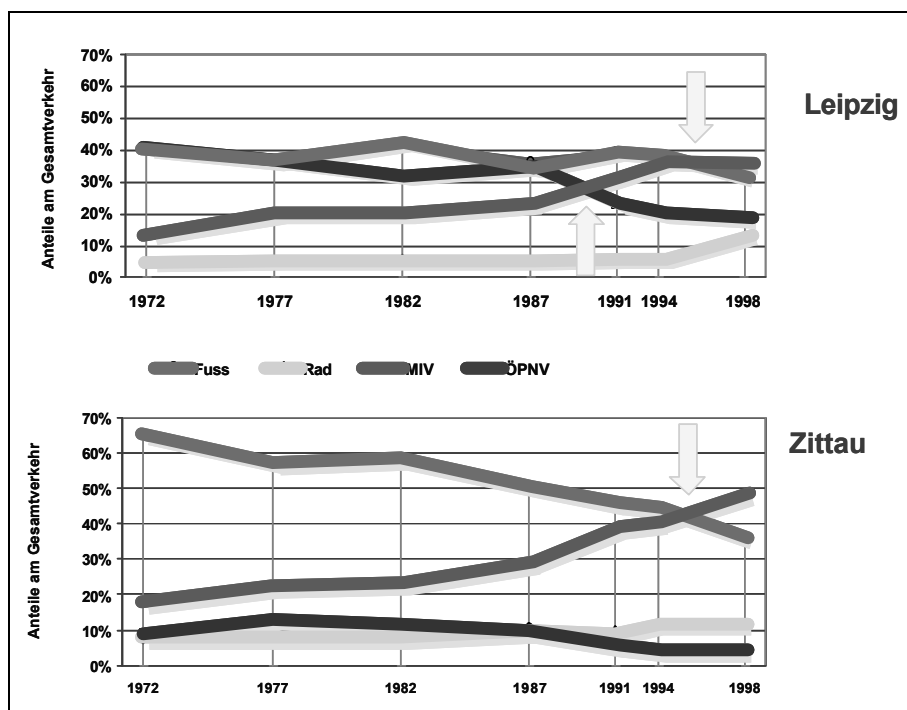 Leipzig
Anteile am Gesamtverkehr
70%
60%
50%
40%
30%
20%
10%
0%
1972 1977 1982 1987 1991 1994 1998
Fuss Rad MIV ÖPNV
Zittau
Anteile am Gesamtverkehr
70%
60%
50%
40%
30%
20%
10%
0%
1972 1977 1982 1987 1991 1994 1998